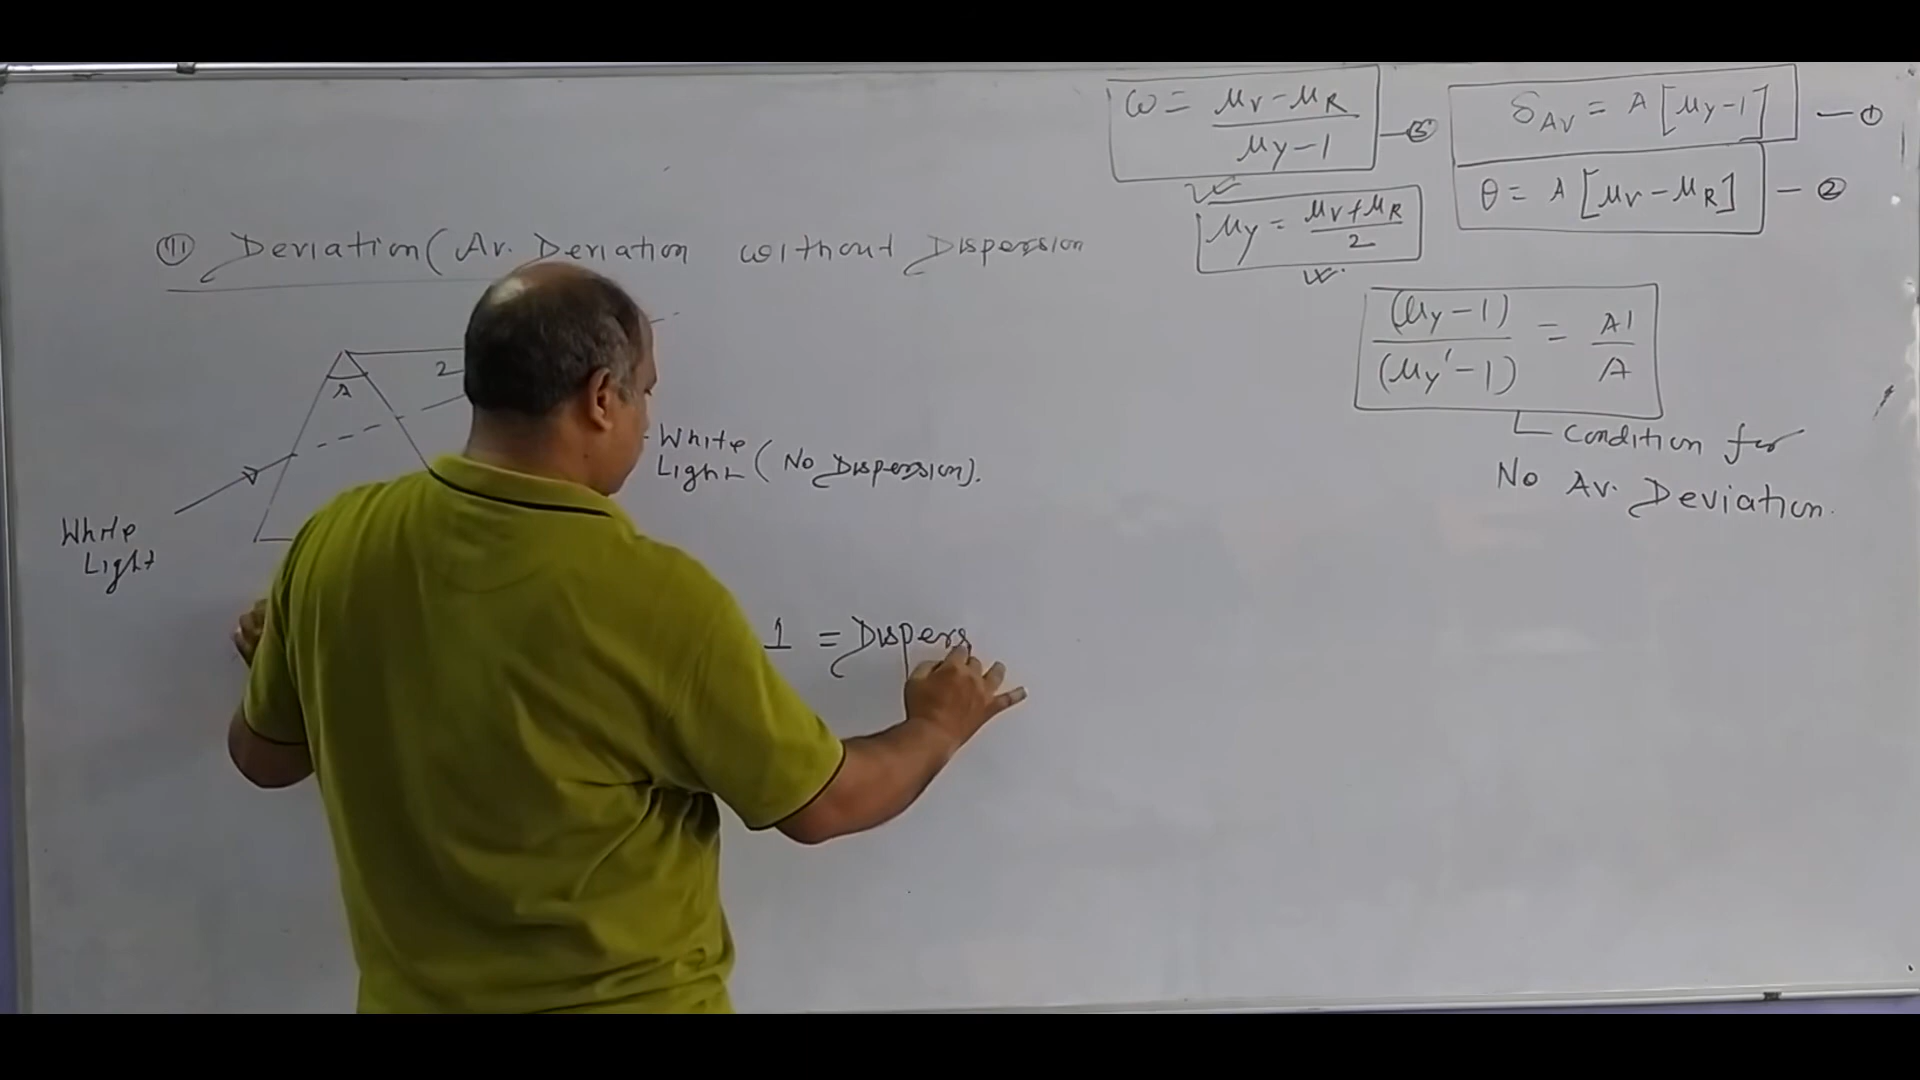 ω = μv − μR / μy − 1 — ⑤
δAv = A [μy − 1] — ①
θ = A [μv − μR] — ②
μy = μv + μR / 2
(μy − 1) / (μy' − 1) = A' / A
Condition for
No Av. Deviation.
(ii) Deviation (Av. Deviation without Dispersion
A
2
White
Light
White
Light (No Dispersion).
1 = Dispers